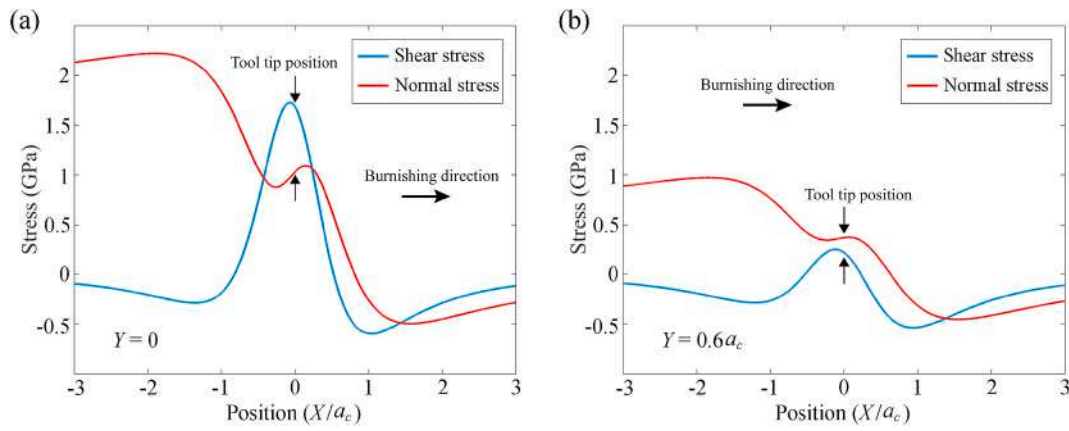 (a)
Stress (GPa)
2
1.5
1
0.5
0
-0.5
Shear stress
Normal stress
Tool tip position
Burnishing direction
Y = 0
-3 -2 -1 0 1 2 3
Position (X/a_c)
(b)
Stress (GPa)
2
1.5
1
0.5
0
-0.5
Shear stress
Normal stress
Burnishing direction
Tool tip position
Y = 0.6a_c
-3 -2 -1 0 1 2 3
Position (X/a_c)